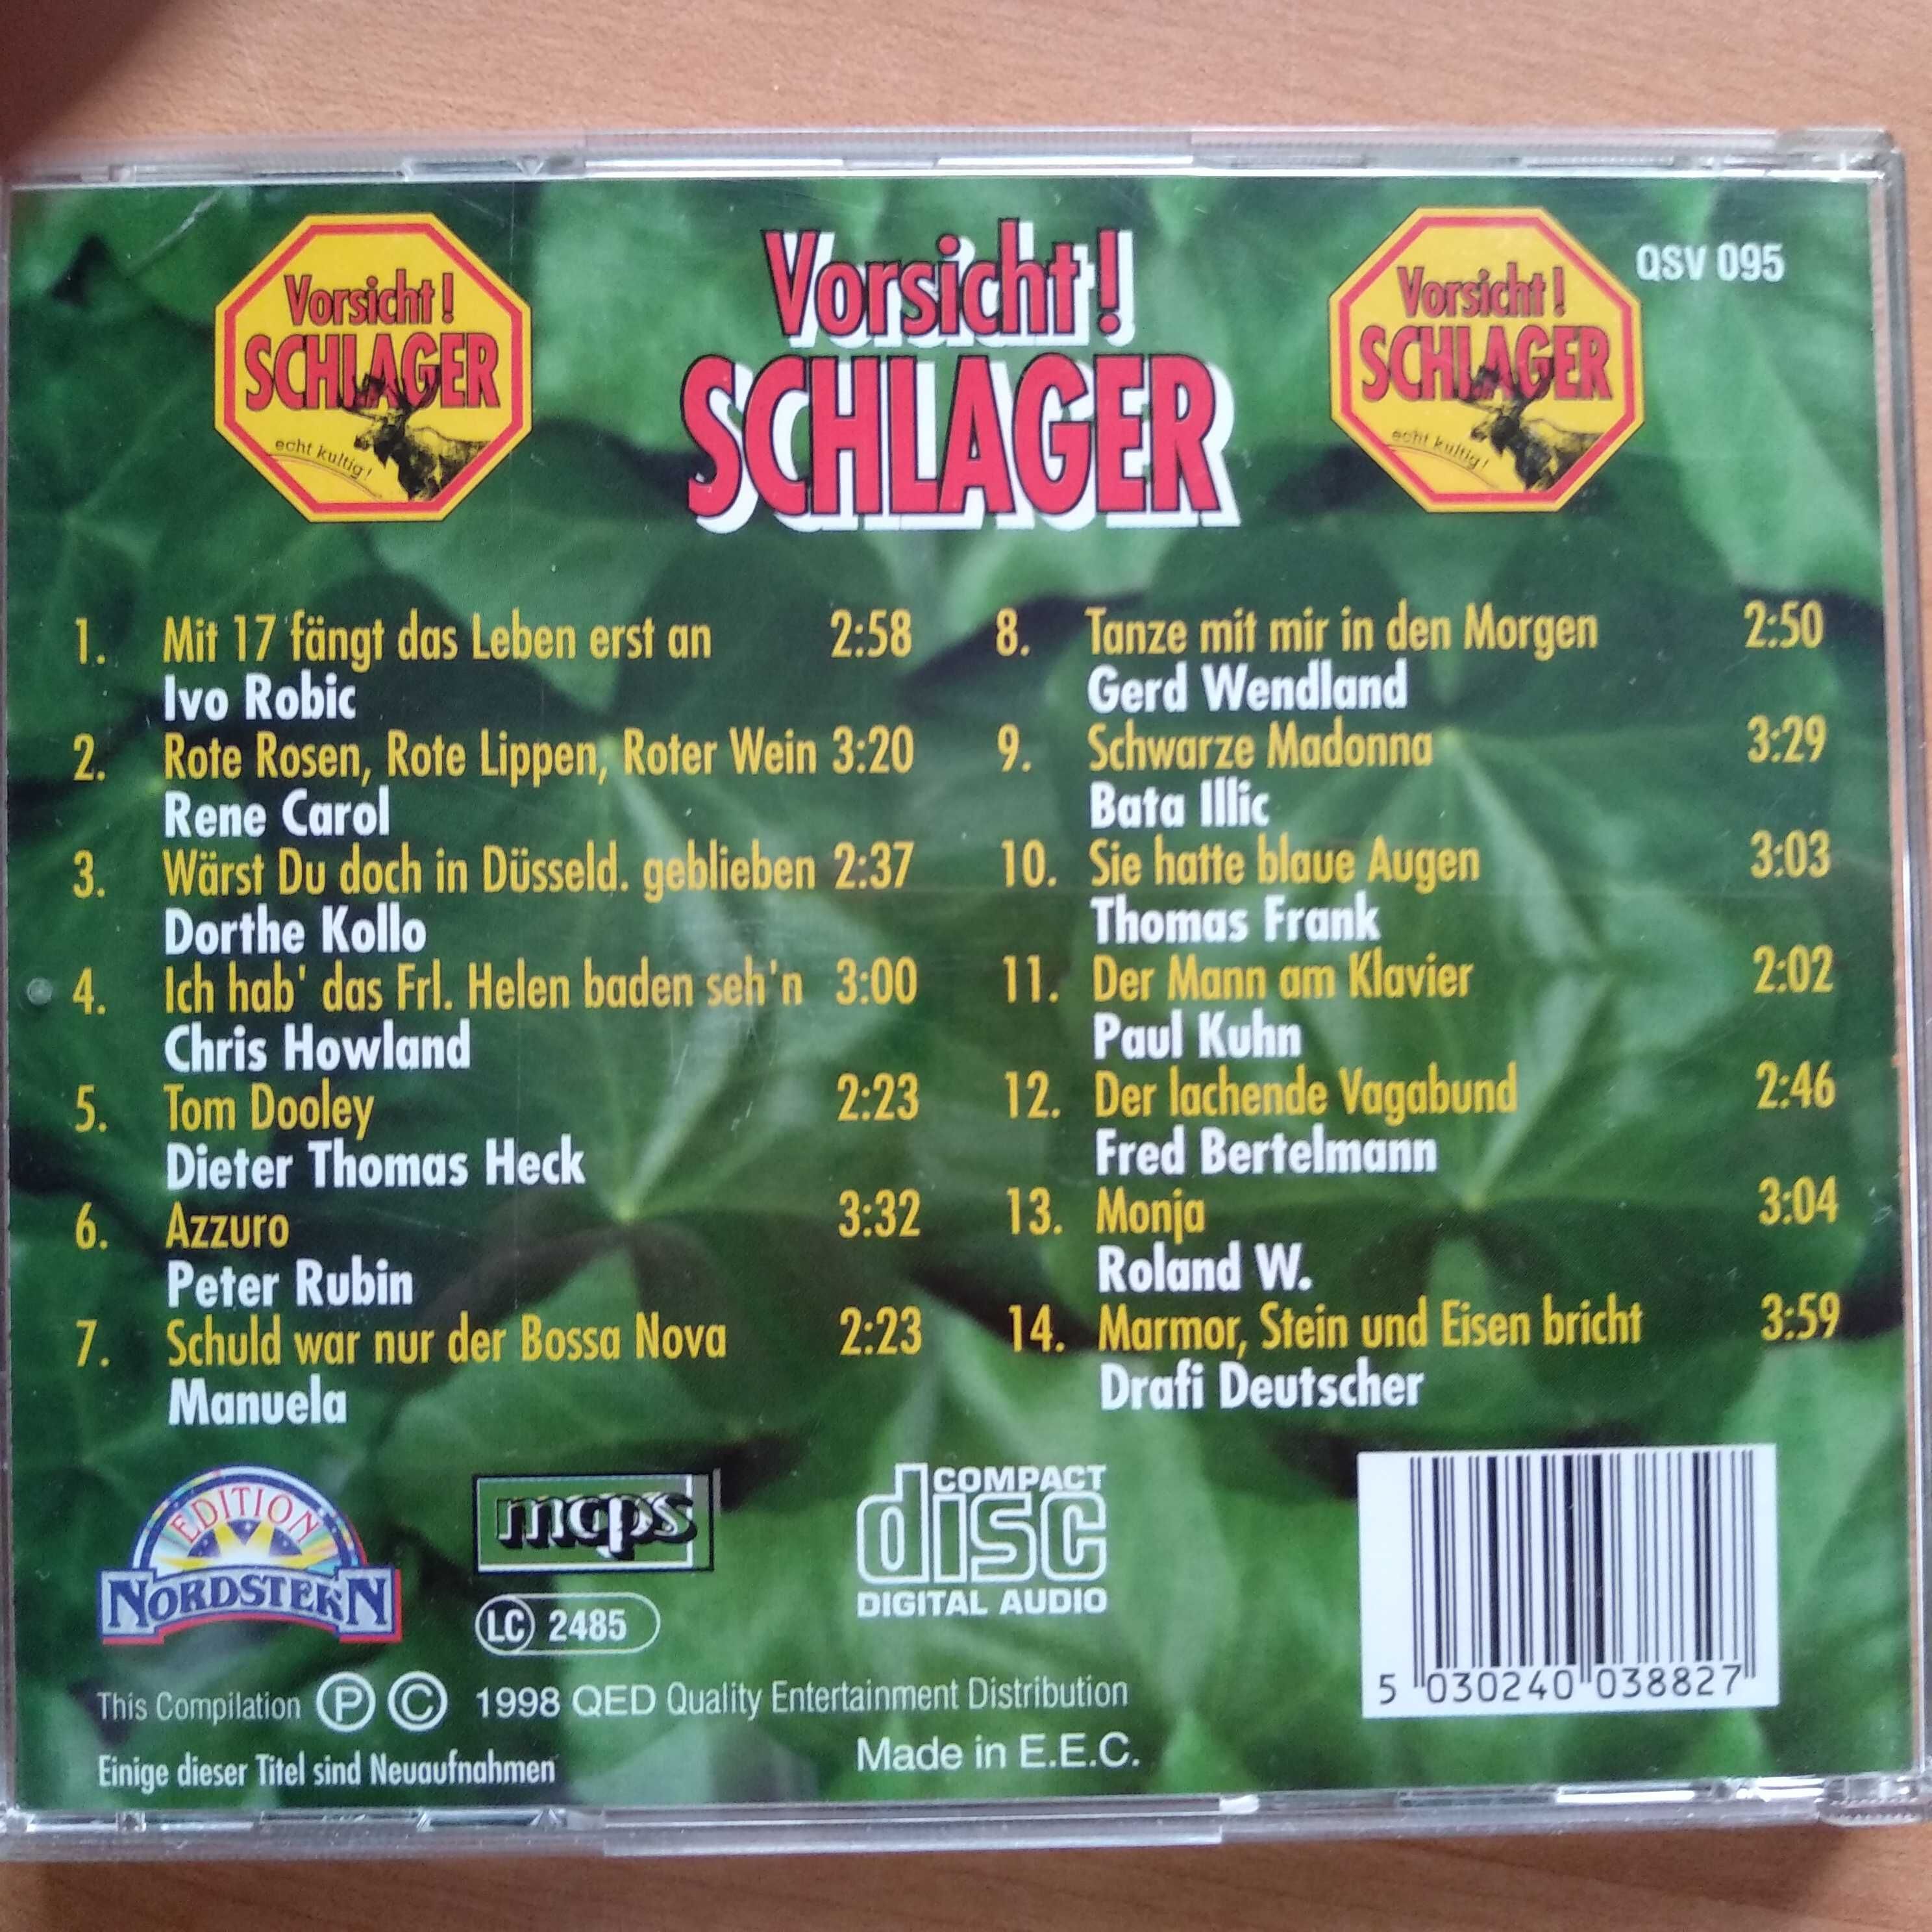 Vorsicht!
SCHLAGER
echt kultig!
Vorsicht!
SCHLAGER
Vorsicht!
SCHLAGER
echt kultig!
QSV 095
1. Mit 17 fängt das Leben erst an 2:58
Ivo Robic
2. Rote Rosen, Rote Lippen, Roter Wein 3:20
Rene Carol
3. Wärst Du doch in Düsseld. geblieben 2:37
Dorthe Kollo
4. Ich hab' das Frl. Helen baden seh'n 3:00
Chris Howland
5. Tom Dooley 2:23
Dieter Thomas Heck
6. Azzuro 3:32
Peter Rubin
7. Schuld war nur der Bossa Nova 2:23
Manuela
8. Tanze mit mir in den Morgen 2:50
Gerd Wendland
9. Schwarze Madonna 3:29
Bata Illic
10. Sie hatte blaue Augen 3:03
Thomas Frank
11. Der Mann am Klavier 2:02
Paul Kuhn
12. Der lachende Vagabund 2:46
Fred Bertelmann
13. Monja 3:04
Roland W.
14. Marmor, Stein und Eisen bricht 3:59
Drafi Deutscher
EDITION
NORDSTERN
mcps
LC 2485
COMPACT
disc
DIGITAL AUDIO
5 030240 038827
This Compilation Ⓟ © 1998 QED Quality Entertainment Distribution
Made in E.E.C.
Einige dieser Titel sind Neuaufnahmen